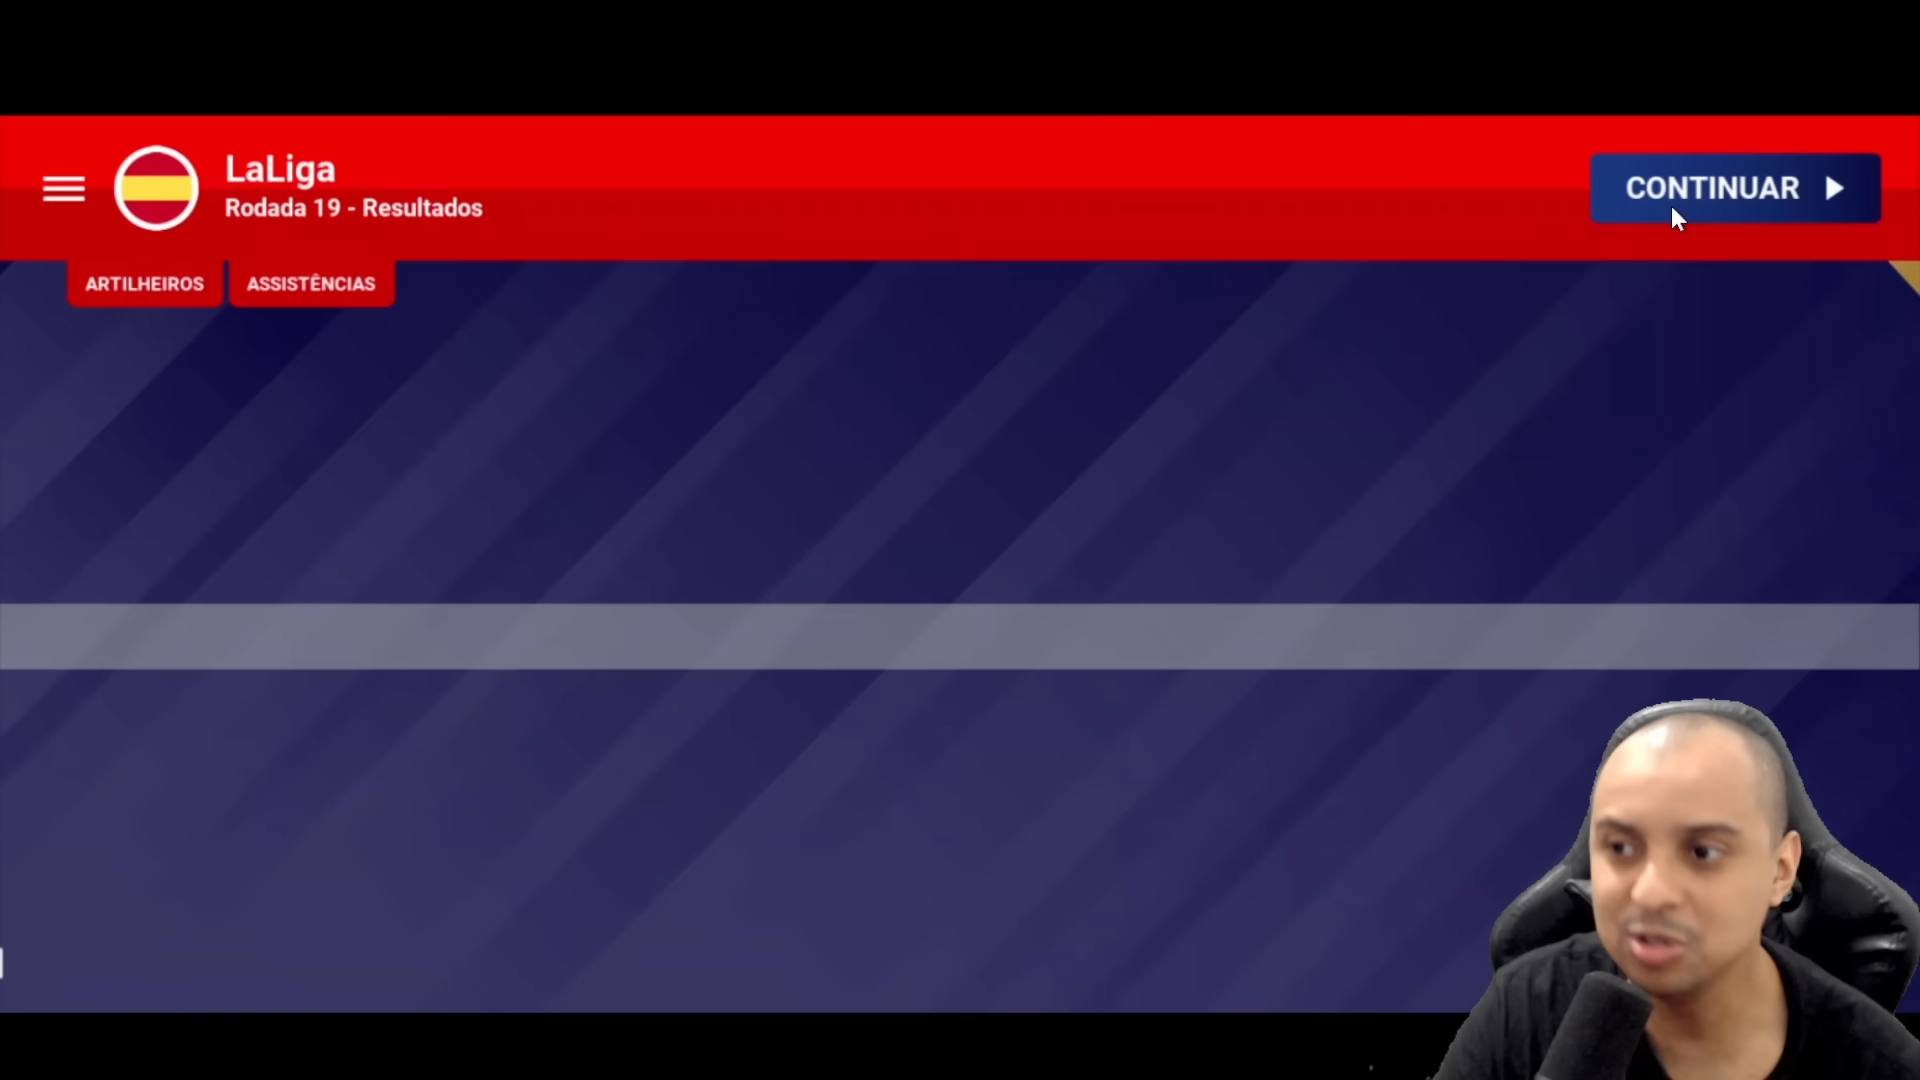 LaLiga
Rodada 19 - Resultados
CONTINUAR
ARTILHEIROS
ASSISTÊNCIAS